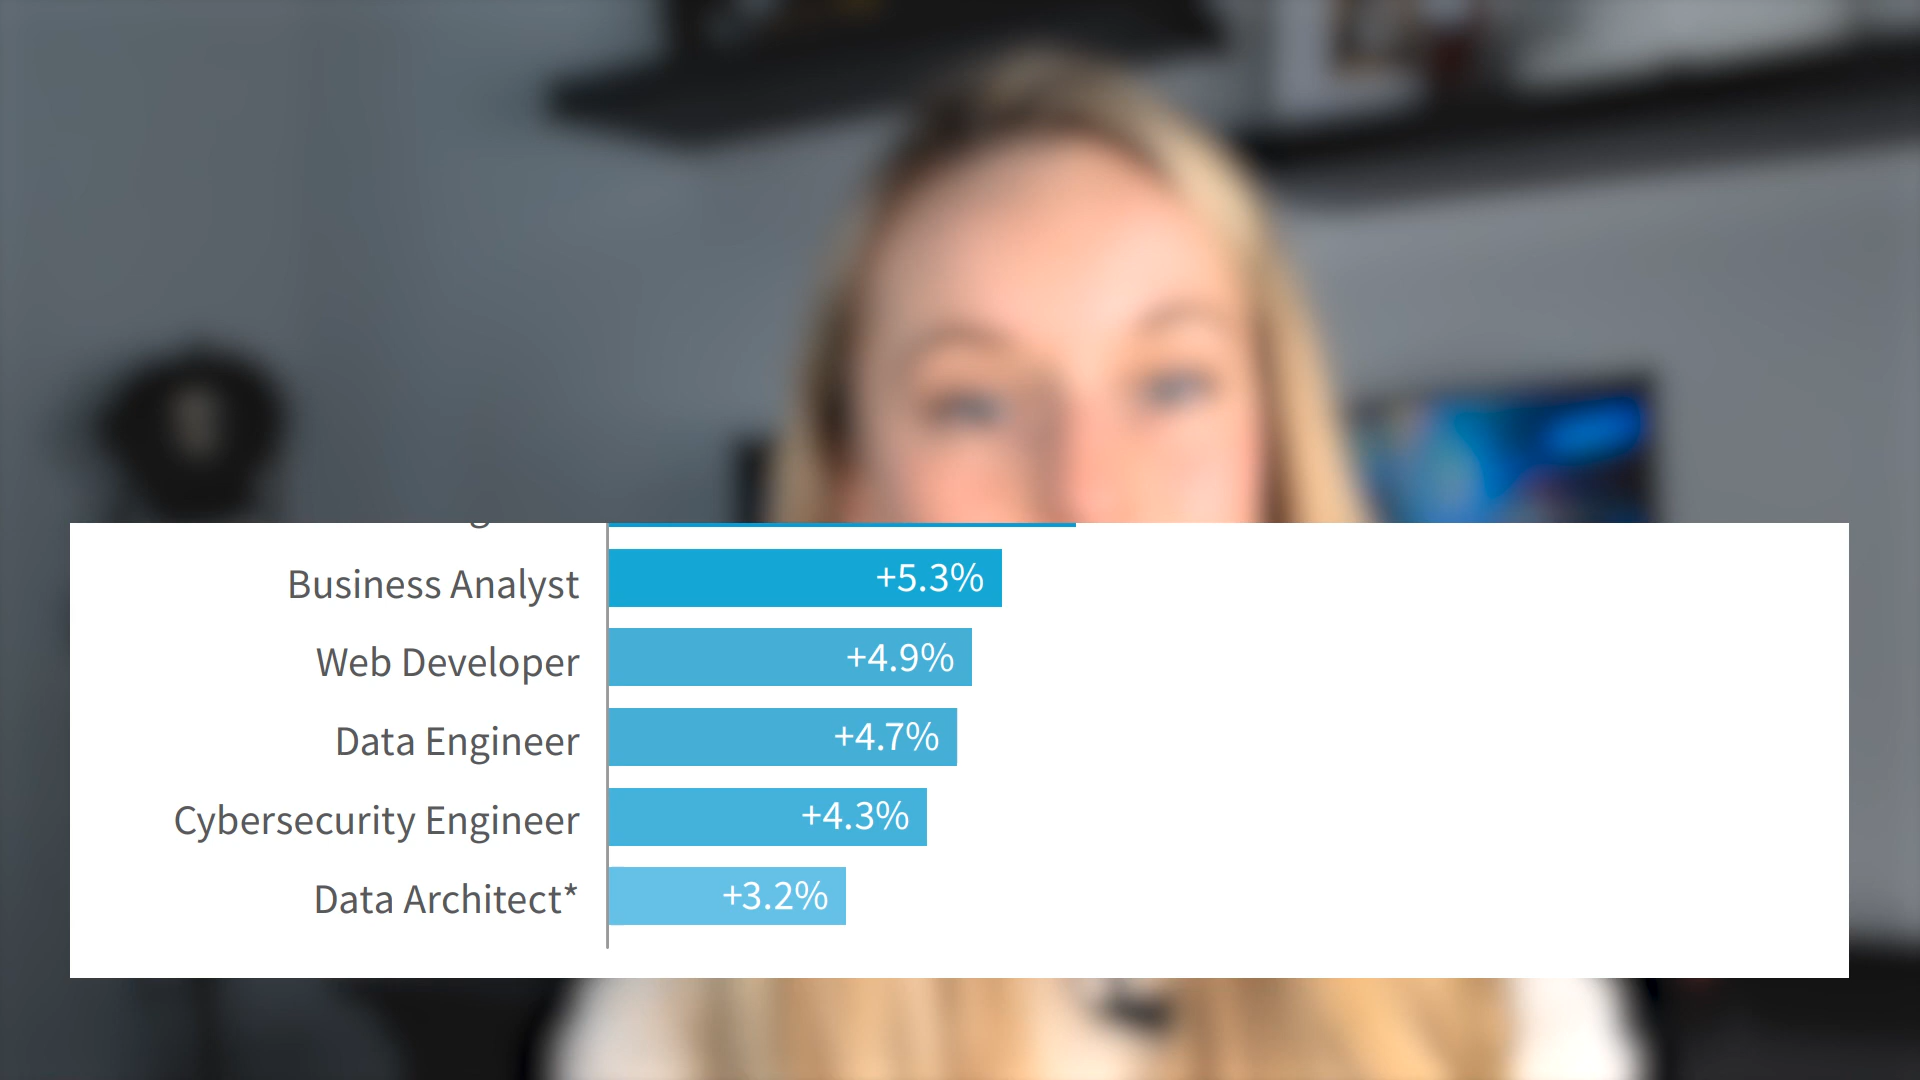 Business Analyst +5.3%
Web Developer +4.9%
Data Engineer +4.7%
Cybersecurity Engineer +4.3%
Data Architect* +3.2%